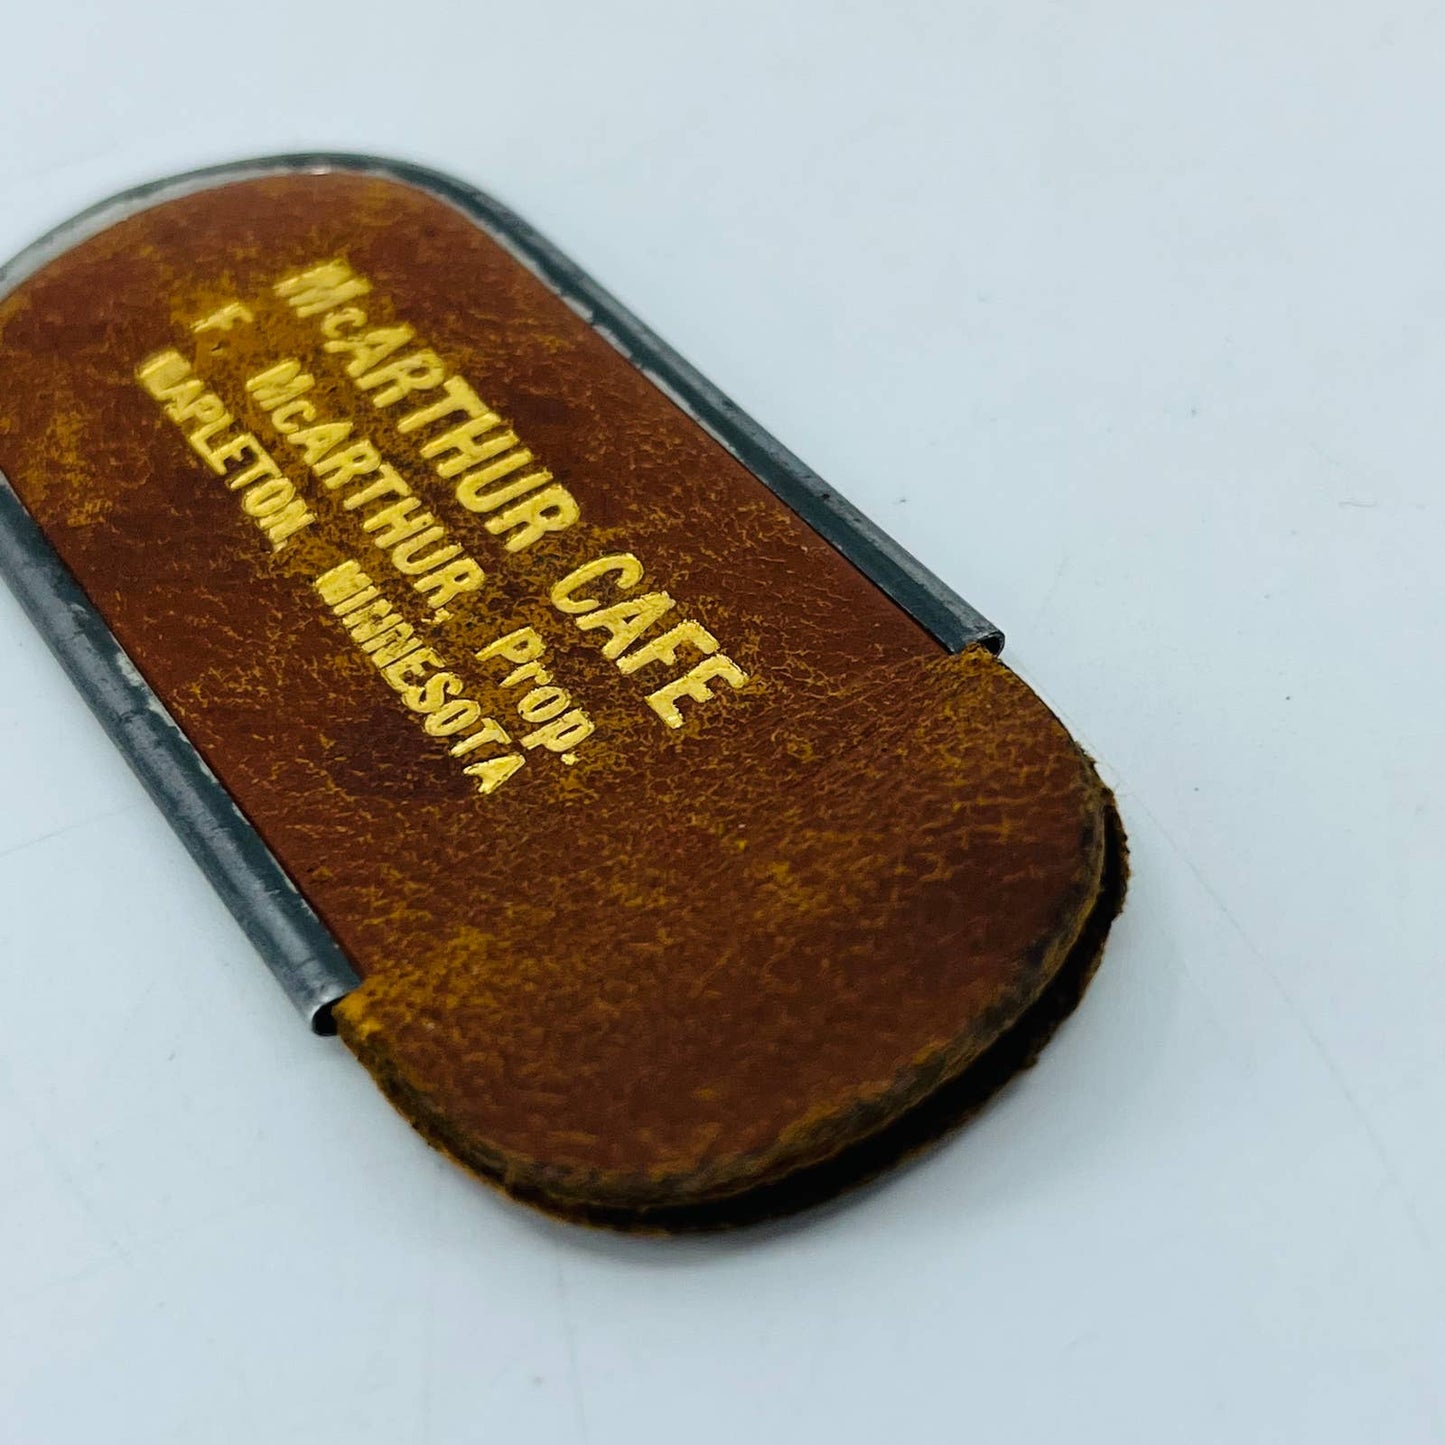 McARTHUR CAFE
F. McARTHUR, Prop.
MAPLETON, MINNESOTA